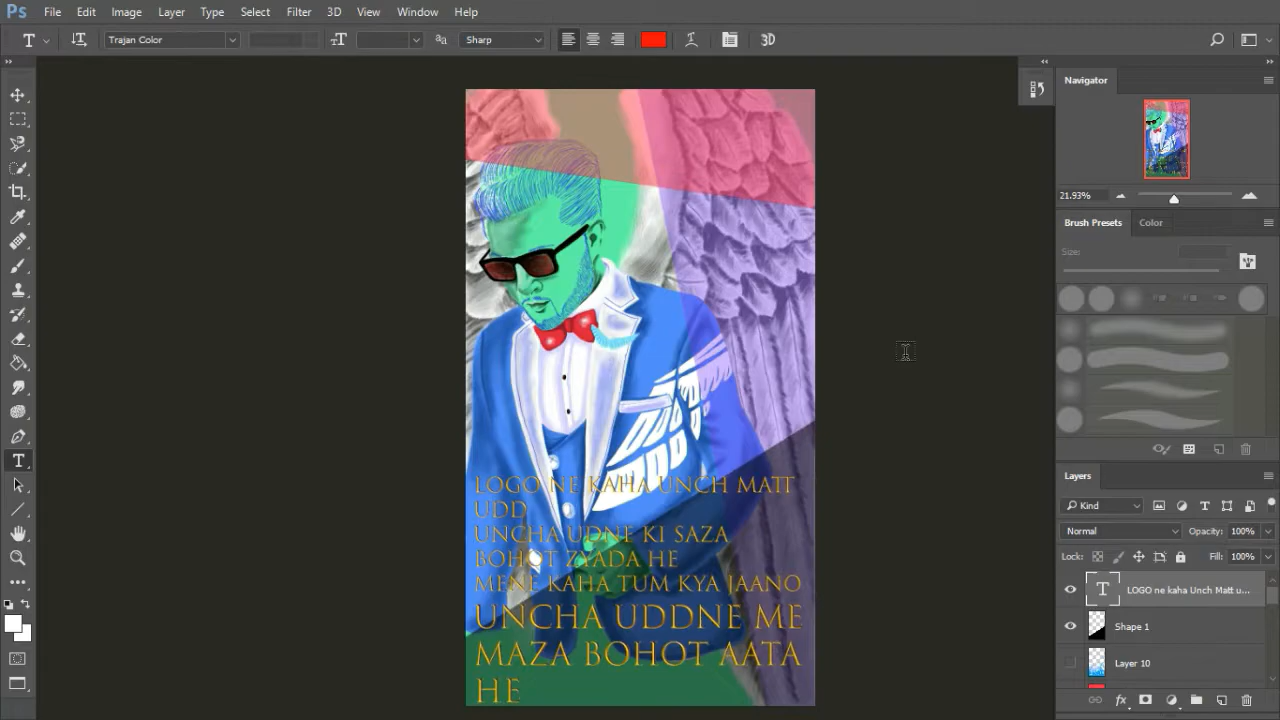 Ps File Edit Image Layer Type Select Filter 3D View Window Help
T Trajan Color Sharp 3D
Navigator
21.93%
Brush Presets Color
Size:
Layers
Kind
Normal Opacity: 100%
Lock: Fill: 100%
LOGO ne kaha Unch Matt u...
Shape 1
Layer 10
LOGO NE KAHA UNCH MATT
UDD
UNCHA UDNE KI SAZA
BOHOT ZYADA HE
MENE KAHA TUM KYA JAANO
UNCHA UDDNE ME
MAZA BOHOT AATA
HE